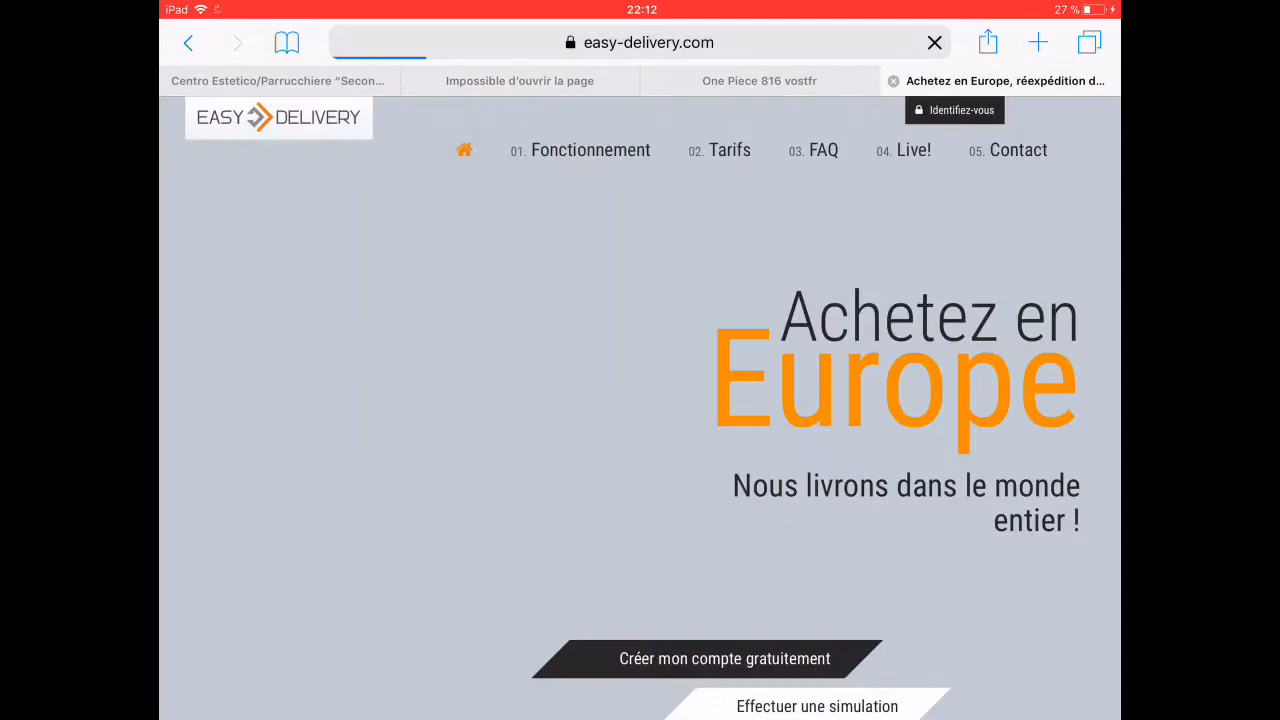 iPad 22:12 27 %
easy-delivery.com
Centro Estetico/Parrucchiere “Secon... Impossible d’ouvrir la page One Piece 816 vostfr Achetez en Europe, réexpédition d...
EASY DELIVERY Identifiez-vous
01. Fonctionnement 02. Tarifs 03. FAQ 04. Live! 05. Contact
Achetez en
Europe
Nous livrons dans le monde
entier !
Créer mon compte gratuitement
Effectuer une simulation